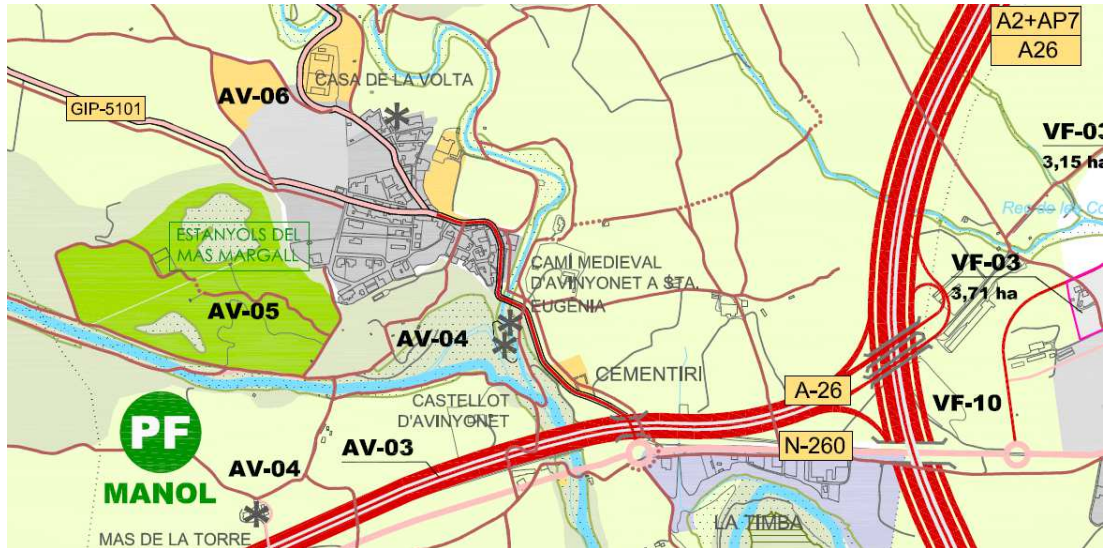 A2+AP7
A26
CASA DE LA VOLTA
AV-06
GIP-5101
VF-03
3,15 ha
ESTANYOLS DEL
MAS MARGALL
CAMÍ MEDIEVAL
D'AVINYONET A STA.
EUGÈNIA
VF-03
3,71 ha
AV-05
AV-04
CEMENTIRI
A-26
CASTELLOT
D'AVINYONET
VF-10
PF
MANOL
AV-03
N-260
AV-04
LA TIMBA
MAS DE LA TORRE